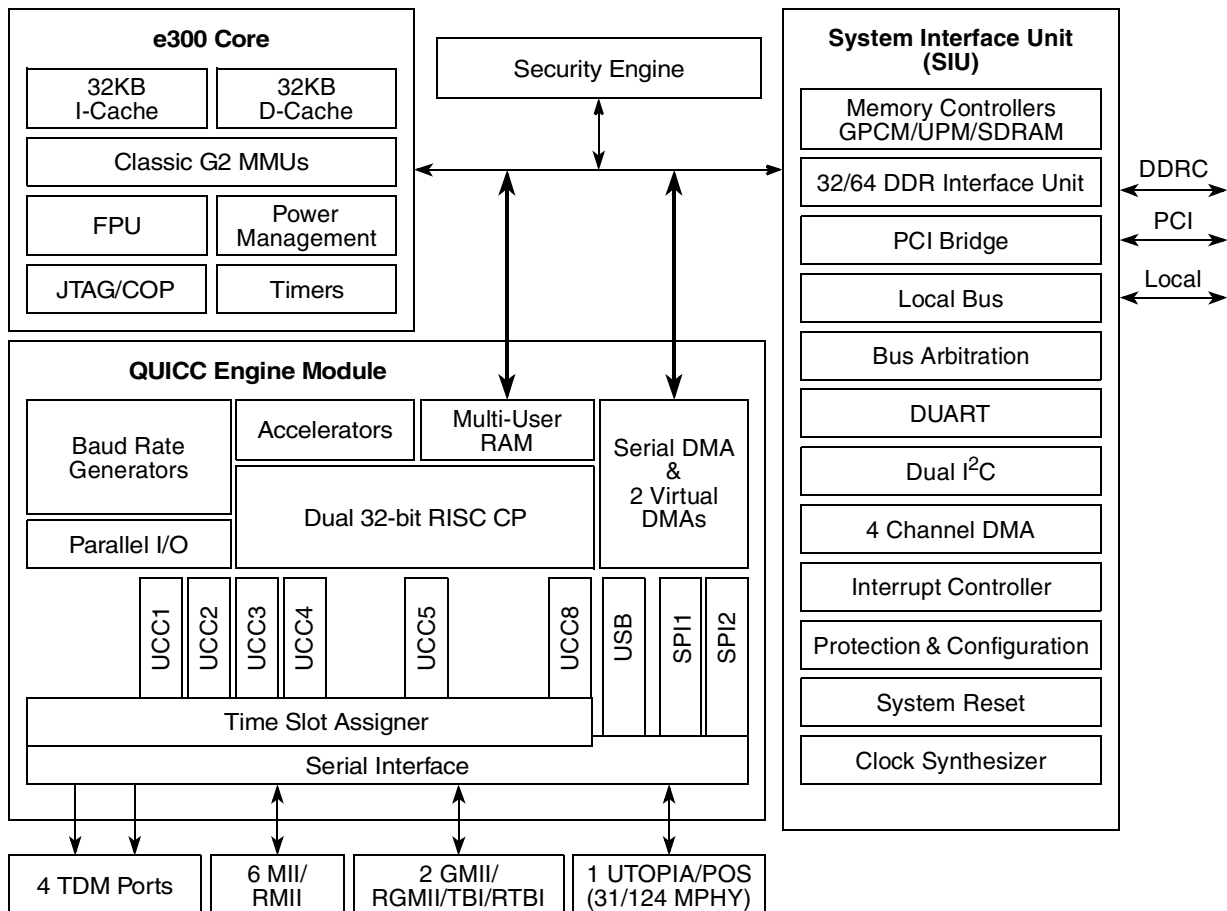 e300 Core
32KB
I-Cache
32KB
D-Cache
Classic G2 MMUs
FPU
Power
Management
JTAG/COP
Timers
Security Engine
System Interface Unit
(SIU)
Memory Controllers
GPCM/UPM/SDRAM
32/64 DDR Interface Unit
PCI Bridge
Local Bus
Bus Arbitration
DUART
Dual I²C
4 Channel DMA
Interrupt Controller
Protection & Configuration
System Reset
Clock Synthesizer
DDRC
PCI
Local
QUICC Engine Module
Baud Rate
Generators
Accelerators
Multi-User
RAM
Serial DMA
&
2 Virtual
DMAs
Dual 32-bit RISC CP
Parallel I/O
UCC1
UCC2
UCC3
UCC4
UCC5
UCC8
USB
SPI1
SPI2
Time Slot Assigner
Serial Interface
4 TDM Ports
6 MII/
RMII
2 GMII/
RGMII/TBI/RTBI
1 UTOPIA/POS
(31/124 MPHY)